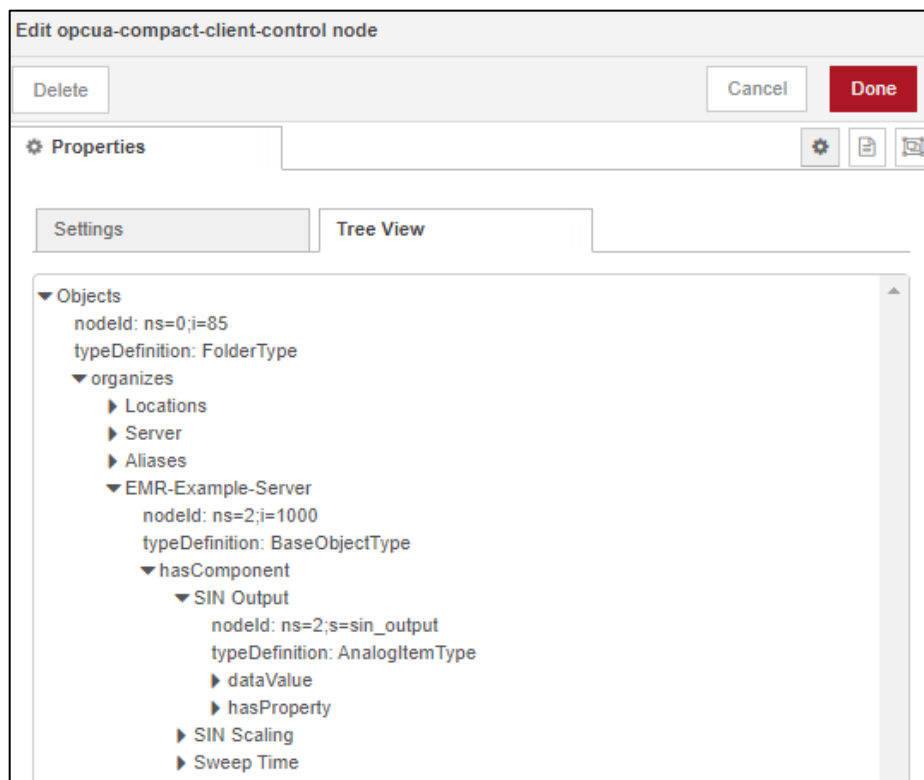 Edit opcua-compact-client-control node
Delete
Cancel
Done
Properties
Settings
Tree View
Objects
nodeId: ns=0;i=85
typeDefinition: FolderType
organizes
Locations
Server
Aliases
EMR-Example-Server
nodeId: ns=2;i=1000
typeDefinition: BaseObjectType
hasComponent
SIN Output
nodeId: ns=2;s=sin_output
typeDefinition: AnalogItemType
dataValue
hasProperty
SIN Scaling
Sweep Time